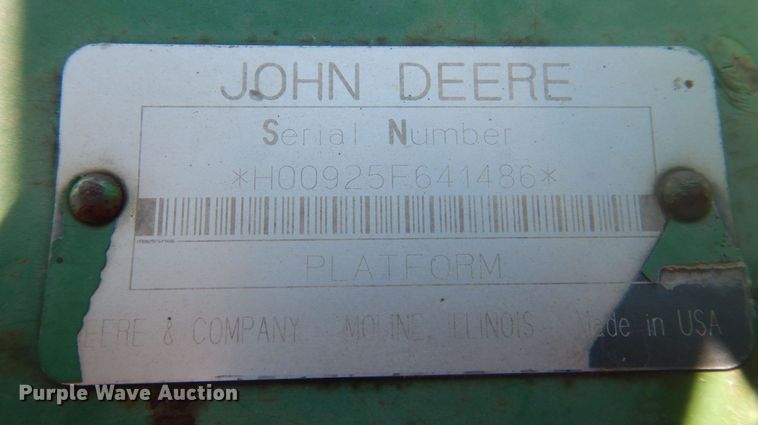 JOHN DEERE
Serial Number
*H00925F641486*
PLATFORM
EERE & COMPANY MOLINE, ILLINOIS Made in USA
Purple Wave Auction